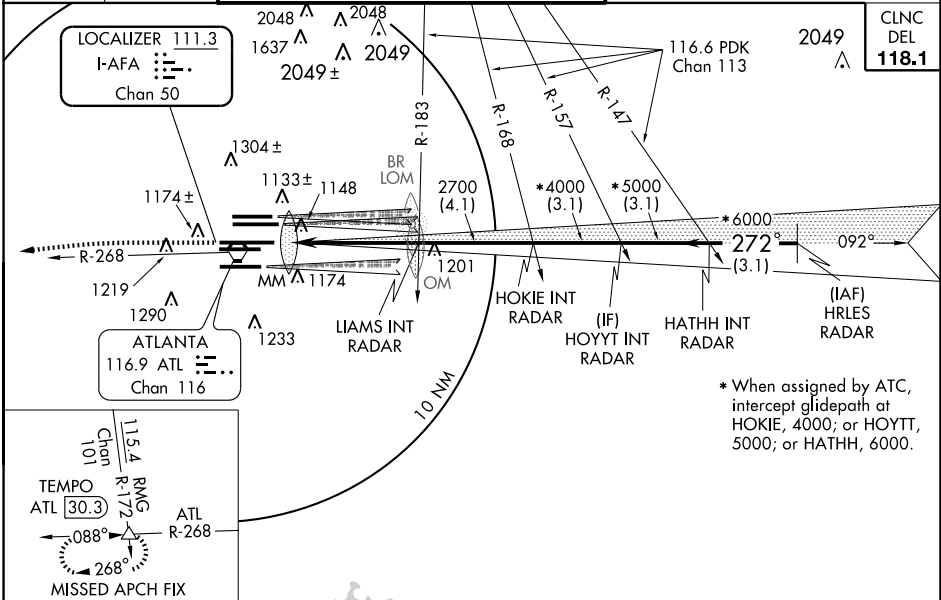 2048
2048
2049
1637
2049±
LOCALIZER 111.3
I-AFA
Chan 50
116.6 PDK
Chan 113
2049
CLNC
DEL
118.1
R-183
R-168
R-157
R-147
1304±
BR
LOM
1133±
1148
1174±
2700
(4.1)
*4000
(3.1)
*5000
(3.1)
*6000
272°
(3.1)
092°
R-268
1219
MM
1174
1201
OM
1290
1233
LIAMS INT
RADAR
HOKIE INT
RADAR
(IF)
HOYYT INT
RADAR
HATHH INT
RADAR
(IAF)
HRLES
RADAR
ATLANTA
116.9 ATL
Chan 116
10 NM
* When assigned by ATC,
intercept glidepath at
HOKIE, 4000; or HOYTT,
5000; or HATHH, 6000.
115.4 RMG
Chan
101
R-172
TEMPO
ATL 30.3
ATL
R-268
088°
268°
MISSED APCH FIX